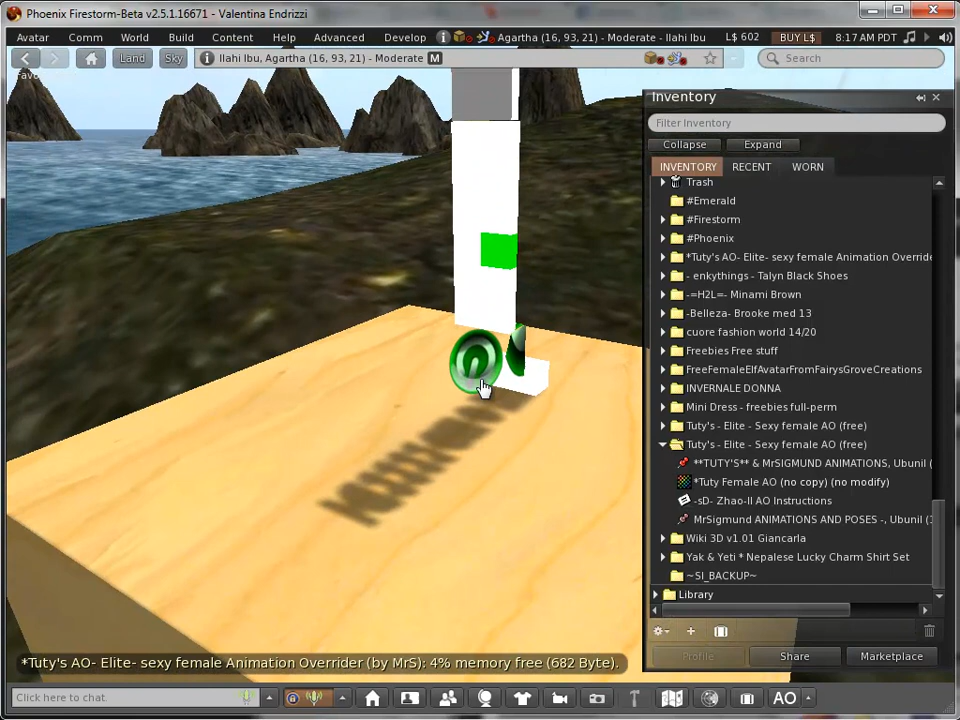 Phoenix Firestorm-Beta v2.5.1.16671 - Valentina Endrizzi
Avatar Comm World Build Content Help Advanced Develop Agartha (16, 93, 21) - Moderate - Ilahi Ibu L$ 602 BUY L$ 8:17 AM PDT
Land Sky Ilahi Ibu, Agartha (16, 93, 21) - Moderate M Search
Inventory
Filter Inventory
Collapse Expand
INVENTORY RECENT WORN
Trash
#Emerald
#Firestorm
#Phoenix
*Tuty's AO- Elite- sexy female Animation Override
- enkythings - Talyn Black Shoes
-=H2L=- Minami Brown
-Belleza- Brooke med 13
cuore fashion world 14/20
Freebies Free stuff
FreeFemaleElfAvatarFromFairysGroveCreations
INVERNALE DONNA
Mini Dress - freebies full-perm
Tuty's - Elite - Sexy female AO (free)
Tuty's - Elite - Sexy female AO (free)
**TUTY'S** & MrSIGMUND ANIMATIONS, Ubunil (
*Tuty Female AO (no copy) (no modify)
-sD- Zhao-II AO Instructions
MrSigmund ANIMATIONS AND POSES -, Ubunil (1
Wiki 3D v1.01 Giancarla
Yak & Yeti * Nepalese Lucky Charm Shirt Set
~SI_BACKUP~
Library
Profile Share Marketplace
*Tuty's AO- Elite- sexy female Animation Overrider (by MrS): 4% memory free (682 Byte).
Click here to chat. AO